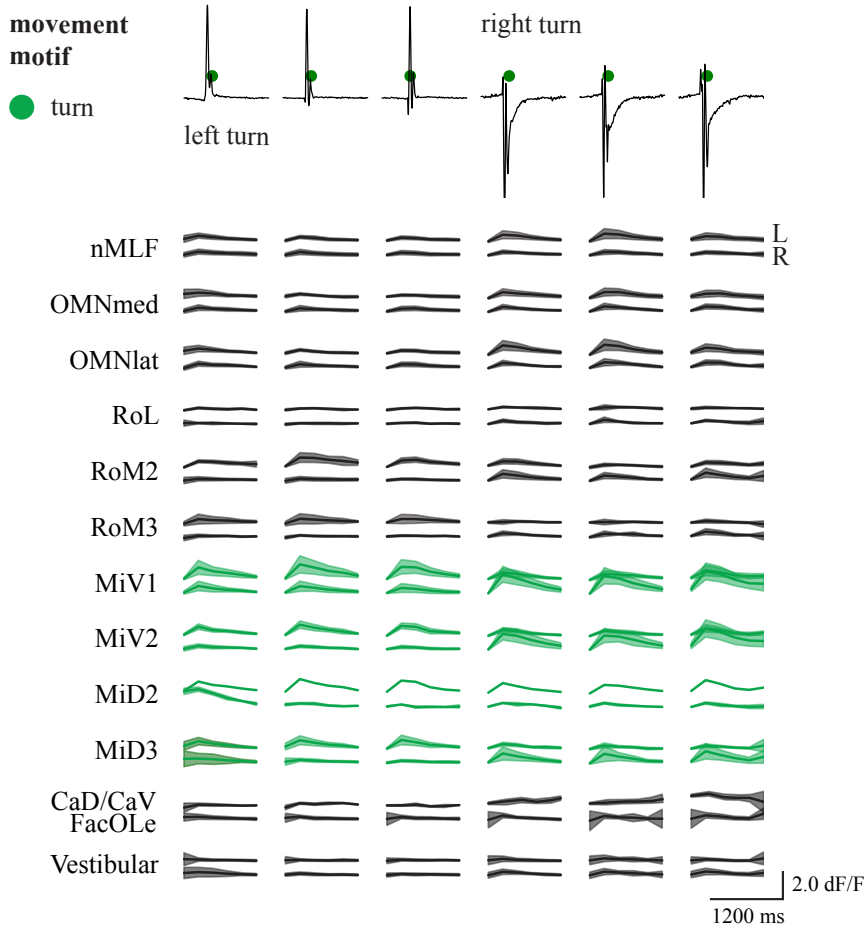 movement
motif
turn
left turn
right turn
nMLF
L
R
OMNmed
OMNlat
RoL
RoM2
RoM3
MiV1
MiV2
MiD2
MiD3
CaD/CaV
FacOLe
Vestibular
2.0 dF/F
1200 ms